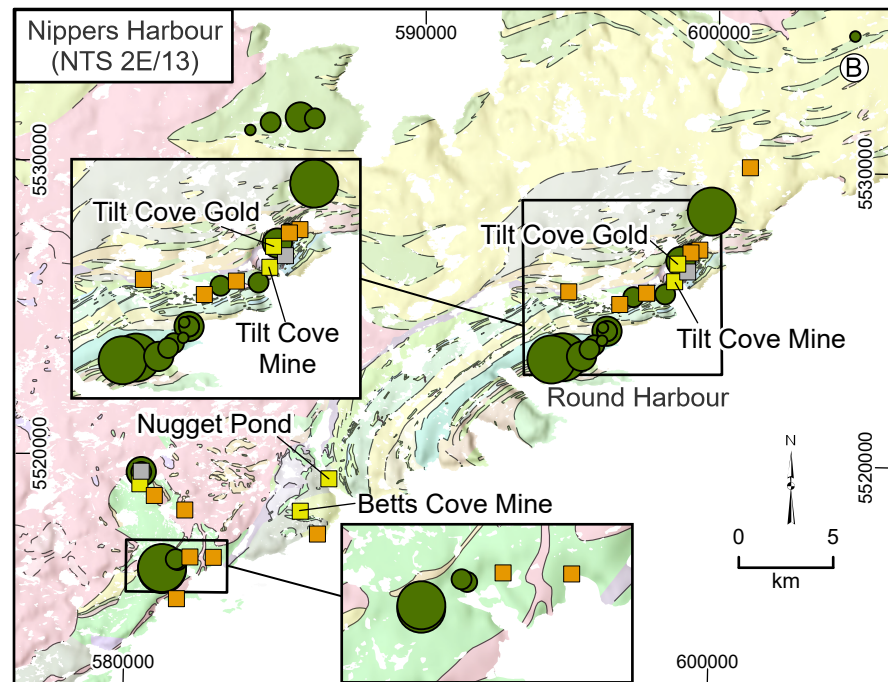 Nippers Harbour
(NTS 2E/13)
590000
600000
B
5530000
5530000
Tilt Cove Gold
Tilt Cove
Mine
Tilt Cove Gold
Tilt Cove Mine
Round Harbour
Nugget Pond
Betts Cove Mine
5520000
5520000
N
0 5
km
580000
600000